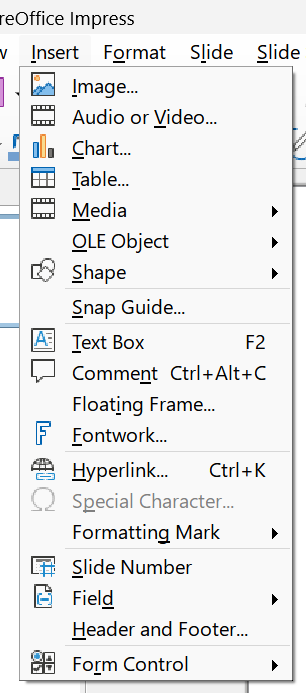 reOffice Impress
w Insert Format Slide Slide
Image...
Audio or Video...
Chart...
Table...
Media
OLE Object
Shape
Snap Guide...
Text Box F2
Comment Ctrl+Alt+C
Floating Frame...
Fontwork...
Hyperlink... Ctrl+K
Special Character...
Formatting Mark
Slide Number
Field
Header and Footer...
Form Control